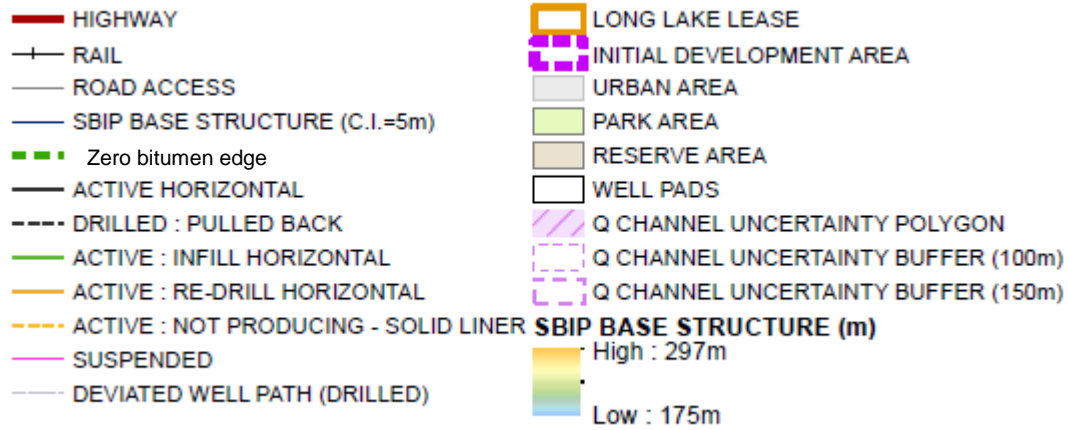 HIGHWAY
RAIL
ROAD ACCESS
SBIP BASE STRUCTURE (C.I.=5m)
Zero bitumen edge
ACTIVE HORIZONTAL
DRILLED : PULLED BACK
ACTIVE : INFILL HORIZONTAL
ACTIVE : RE-DRILL HORIZONTAL
ACTIVE : NOT PRODUCING - SOLID LINER
SUSPENDED
DEVIATED WELL PATH (DRILLED)
LONG LAKE LEASE
INITIAL DEVELOPMENT AREA
URBAN AREA
PARK AREA
RESERVE AREA
WELL PADS
Q CHANNEL UNCERTAINTY POLYGON
Q CHANNEL UNCERTAINTY BUFFER (100m)
Q CHANNEL UNCERTAINTY BUFFER (150m)
SBIP BASE STRUCTURE (m)
High : 297m
Low : 175m